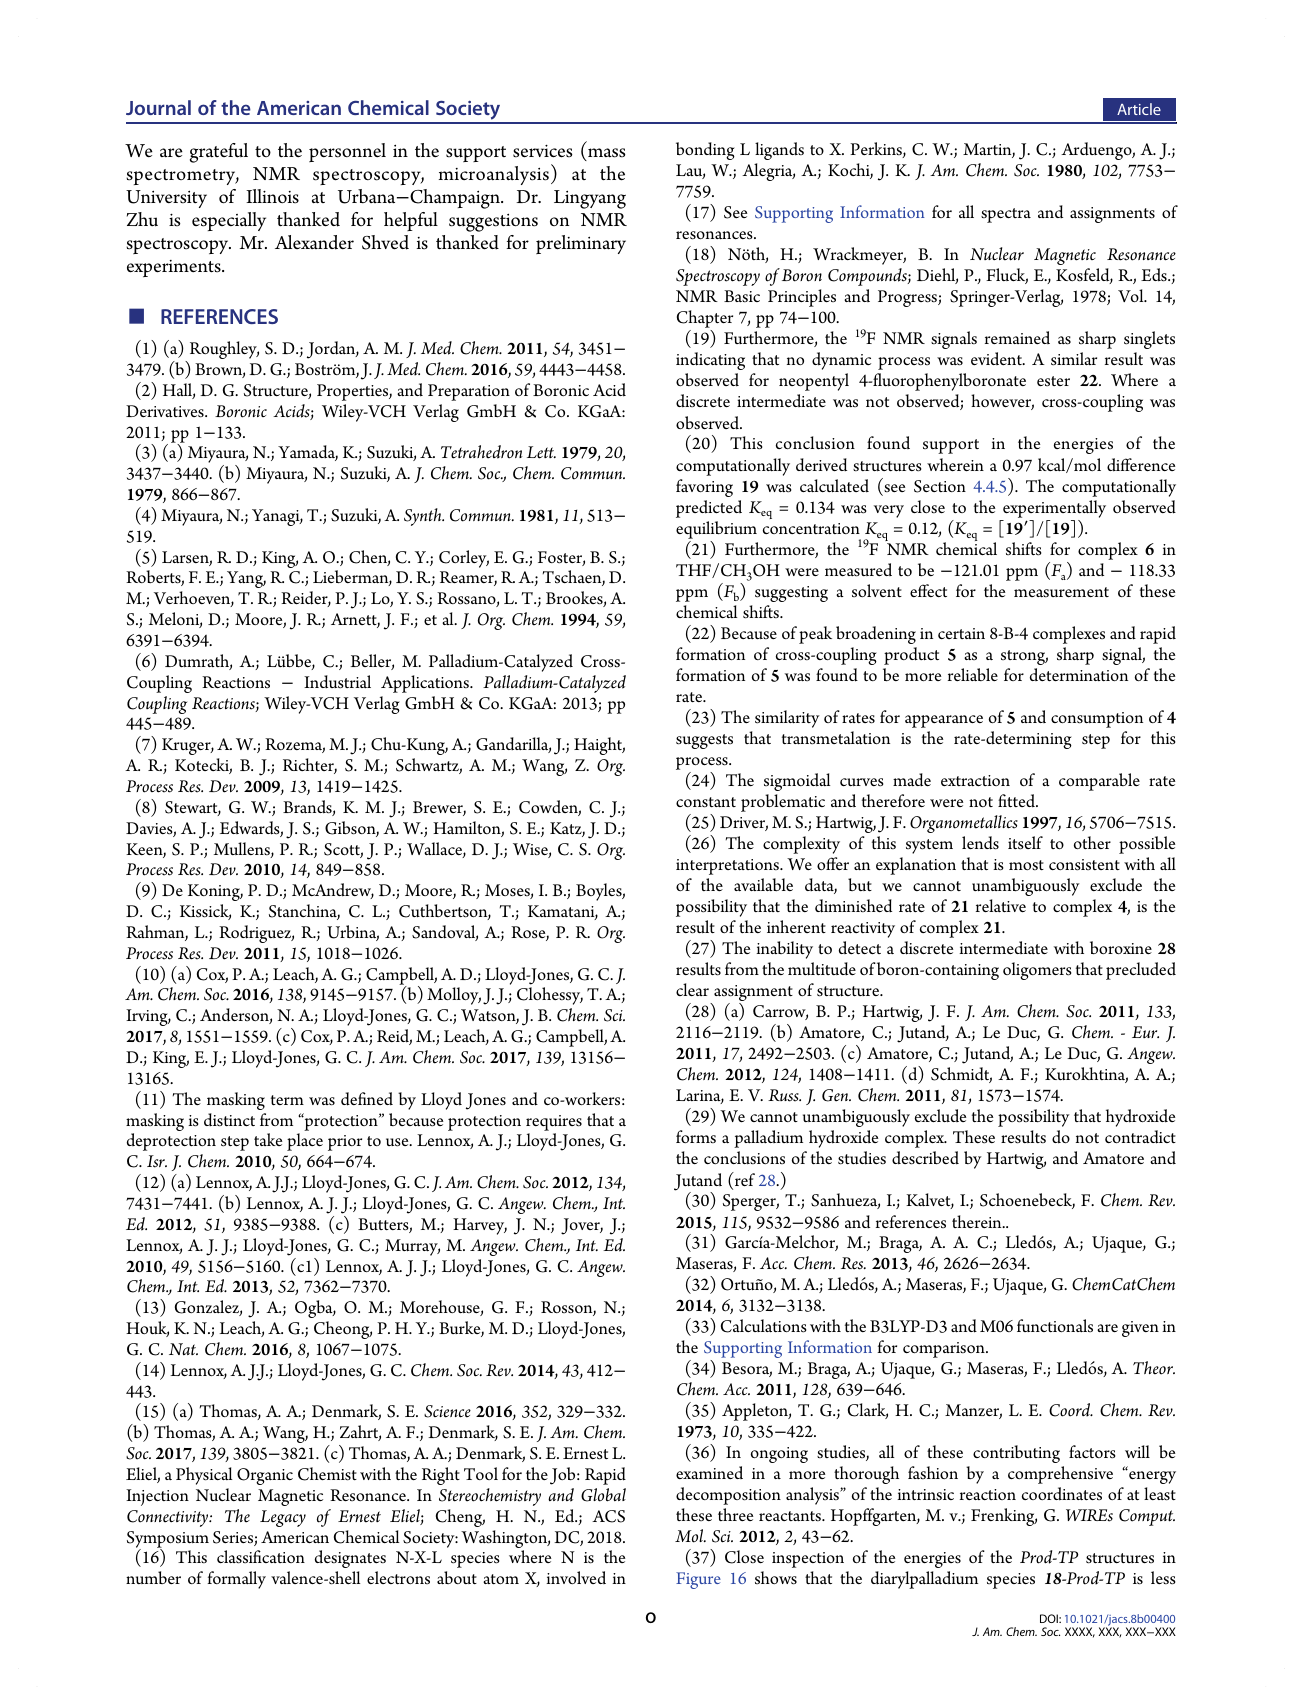 Journal of the American Chemical Society
Article
We are grateful to the personnel in the support services (mass
spectrometry, NMR spectroscopy, microanalysis) at the
University of Illinois at Urbana−Champaign. Dr. Lingyang
Zhu is especially thanked for helpful suggestions on NMR
spectroscopy. Mr. Alexander Shved is thanked for preliminary
experiments.
■ REFERENCES
(1) (a) Roughley, S. D.; Jordan, A. M. J. Med. Chem. 2011, 54, 3451−
3479. (b) Brown, D. G.; Boström, J. J. Med. Chem. 2016, 59, 4443−4458.
(2) Hall, D. G. Structure, Properties, and Preparation of Boronic Acid
Derivatives. Boronic Acids; Wiley-VCH Verlag GmbH & Co. KGaA:
2011; pp 1−133.
(3) (a) Miyaura, N.; Yamada, K.; Suzuki, A. Tetrahedron Lett. 1979, 20,
3437−3440. (b) Miyaura, N.; Suzuki, A. J. Chem. Soc., Chem. Commun.
1979, 866−867.
(4) Miyaura, N.; Yanagi, T.; Suzuki, A. Synth. Commun. 1981, 11, 513−
519.
(5) Larsen, R. D.; King, A. O.; Chen, C. Y.; Corley, E. G.; Foster, B. S.;
Roberts, F. E.; Yang, R. C.; Lieberman, D. R.; Reamer, R. A.; Tschaen, D.
M.; Verhoeven, T. R.; Reider, P. J.; Lo, Y. S.; Rossano, L. T.; Brookes, A.
S.; Meloni, D.; Moore, J. R.; Arnett, J. F.; et al. J. Org. Chem. 1994, 59,
6391−6394.
(6) Dumrath, A.; Lübbe, C.; Beller, M. Palladium-Catalyzed Cross-
Coupling Reactions − Industrial Applications. Palladium-Catalyzed
Coupling Reactions; Wiley-VCH Verlag GmbH & Co. KGaA: 2013; pp
445−489.
(7) Kruger, A. W.; Rozema, M. J.; Chu-Kung, A.; Gandarilla, J.; Haight,
A. R.; Kotecki, B. J.; Richter, S. M.; Schwartz, A. M.; Wang, Z. Org.
Process Res. Dev. 2009, 13, 1419−1425.
(8) Stewart, G. W.; Brands, K. M. J.; Brewer, S. E.; Cowden, C. J.;
Davies, A. J.; Edwards, J. S.; Gibson, A. W.; Hamilton, S. E.; Katz, J. D.;
Keen, S. P.; Mullens, P. R.; Scott, J. P.; Wallace, D. J.; Wise, C. S. Org.
Process Res. Dev. 2010, 14, 849−858.
(9) De Koning, P. D.; McAndrew, D.; Moore, R.; Moses, I. B.; Boyles,
D. C.; Kissick, K.; Stanchina, C. L.; Cuthbertson, T.; Kamatani, A.;
Rahman, L.; Rodriguez, R.; Urbina, A.; Sandoval, A.; Rose, P. R. Org.
Process Res. Dev. 2011, 15, 1018−1026.
(10) (a) Cox, P. A.; Leach, A. G.; Campbell, A. D.; Lloyd-Jones, G. C. J.
Am. Chem. Soc. 2016, 138, 9145−9157. (b) Molloy, J. J.; Clohessy, T. A.;
Irving, C.; Anderson, N. A.; Lloyd-Jones, G. C.; Watson, J. B. Chem. Sci.
2017, 8, 1551−1559. (c) Cox, P. A.; Reid, M.; Leach, A. G.; Campbell, A.
D.; King, E. J.; Lloyd-Jones, G. C. J. Am. Chem. Soc. 2017, 139, 13156−
13165.
(11) The masking term was defined by Lloyd Jones and co-workers:
masking is distinct from “protection” because protection requires that a
deprotection step take place prior to use. Lennox, A. J.; Lloyd-Jones, G.
C. Isr. J. Chem. 2010, 50, 664−674.
(12) (a) Lennox, A. J.J.; Lloyd-Jones, G. C. J. Am. Chem. Soc. 2012, 134,
7431−7441. (b) Lennox, A. J. J.; Lloyd-Jones, G. C. Angew. Chem., Int.
Ed. 2012, 51, 9385−9388. (c) Butters, M.; Harvey, J. N.; Jover, J.;
Lennox, A. J. J.; Lloyd-Jones, G. C.; Murray, M. Angew. Chem., Int. Ed.
2010, 49, 5156−5160. (c1) Lennox, A. J. J.; Lloyd-Jones, G. C. Angew.
Chem., Int. Ed. 2013, 52, 7362−7370.
(13) Gonzalez, J. A.; Ogba, O. M.; Morehouse, G. F.; Rosson, N.;
Houk, K. N.; Leach, A. G.; Cheong, P. H. Y.; Burke, M. D.; Lloyd-Jones,
G. C. Nat. Chem. 2016, 8, 1067−1075.
(14) Lennox, A. J.J.; Lloyd-Jones, G. C. Chem. Soc. Rev. 2014, 43, 412−
443.
(15) (a) Thomas, A. A.; Denmark, S. E. Science 2016, 352, 329−332.
(b) Thomas, A. A.; Wang, H.; Zahrt, A. F.; Denmark, S. E. J. Am. Chem.
Soc. 2017, 139, 3805−3821. (c) Thomas, A. A.; Denmark, S. E. Ernest L.
Eliel, a Physical Organic Chemist with the Right Tool for the Job: Rapid
Injection Nuclear Magnetic Resonance. In Stereochemistry and Global
Connectivity: The Legacy of Ernest Eliel; Cheng, H. N., Ed.; ACS
Symposium Series; American Chemical Society: Washington, DC, 2018.
(16) This classification designates N-X-L species where N is the
number of formally valence-shell electrons about atom X, involved in
bonding L ligands to X. Perkins, C. W.; Martin, J. C.; Arduengo, A. J.;
Lau, W.; Alegria, A.; Kochi, J. K. J. Am. Chem. Soc. 1980, 102, 7753−
7759.
(17) See Supporting Information for all spectra and assignments of
resonances.
(18) Nöth, H.; Wrackmeyer, B. In Nuclear Magnetic Resonance
Spectroscopy of Boron Compounds; Diehl, P., Fluck, E., Kosfeld, R., Eds.;
NMR Basic Principles and Progress; Springer-Verlag, 1978; Vol. 14,
Chapter 7, pp 74−100.
(19) Furthermore, the ¹⁹F NMR signals remained as sharp singlets
indicating that no dynamic process was evident. A similar result was
observed for neopentyl 4-fluorophenylboronate ester 22. Where a
discrete intermediate was not observed; however, cross-coupling was
observed.
(20) This conclusion found support in the energies of the
computationally derived structures wherein a 0.97 kcal/mol difference
favoring 19 was calculated (see Section 4.4.5). The computationally
predicted Keq = 0.134 was very close to the experimentally observed
equilibrium concentration Keq = 0.12, (Keq = [19′]/[19]).
(21) Furthermore, the ¹⁹F NMR chemical shifts for complex 6 in
THF/CH₃OH were measured to be −121.01 ppm (Fa) and − 118.33
ppm (Fb) suggesting a solvent effect for the measurement of these
chemical shifts.
(22) Because of peak broadening in certain 8-B-4 complexes and rapid
formation of cross-coupling product 5 as a strong, sharp signal, the
formation of 5 was found to be more reliable for determination of the
rate.
(23) The similarity of rates for appearance of 5 and consumption of 4
suggests that transmetalation is the rate-determining step for this
process.
(24) The sigmoidal curves made extraction of a comparable rate
constant problematic and therefore were not fitted.
(25) Driver, M. S.; Hartwig, J. F. Organometallics 1997, 16, 5706−7515.
(26) The complexity of this system lends itself to other possible
interpretations. We offer an explanation that is most consistent with all
of the available data, but we cannot unambiguously exclude the
possibility that the diminished rate of 21 relative to complex 4, is the
result of the inherent reactivity of complex 21.
(27) The inability to detect a discrete intermediate with boroxine 28
results from the multitude of boron-containing oligomers that precluded
clear assignment of structure.
(28) (a) Carrow, B. P.; Hartwig, J. F. J. Am. Chem. Soc. 2011, 133,
2116−2119. (b) Amatore, C.; Jutand, A.; Le Duc, G. Chem. - Eur. J.
2011, 17, 2492−2503. (c) Amatore, C.; Jutand, A.; Le Duc, G. Angew.
Chem. 2012, 124, 1408−1411. (d) Schmidt, A. F.; Kurokhtina, A. A.;
Larina, E. V. Russ. J. Gen. Chem. 2011, 81, 1573−1574.
(29) We cannot unambiguously exclude the possibility that hydroxide
forms a palladium hydroxide complex. These results do not contradict
the conclusions of the studies described by Hartwig, and Amatore and
Jutand (ref 28.)
(30) Sperger, T.; Sanhueza, I.; Kalvet, I.; Schoenebeck, F. Chem. Rev.
2015, 115, 9532−9586 and references therein..
(31) García-Melchor, M.; Braga, A. A. C.; Lledós, A.; Ujaque, G.;
Maseras, F. Acc. Chem. Res. 2013, 46, 2626−2634.
(32) Ortuño, M. A.; Lledós, A.; Maseras, F.; Ujaque, G. ChemCatChem
2014, 6, 3132−3138.
(33) Calculations with the B3LYP-D3 and M06 functionals are given in
the Supporting Information for comparison.
(34) Besora, M.; Braga, A.; Ujaque, G.; Maseras, F.; Lledós, A. Theor.
Chem. Acc. 2011, 128, 639−646.
(35) Appleton, T. G.; Clark, H. C.; Manzer, L. E. Coord. Chem. Rev.
1973, 10, 335−422.
(36) In ongoing studies, all of these contributing factors will be
examined in a more thorough fashion by a comprehensive “energy
decomposition analysis” of the intrinsic reaction coordinates of at least
these three reactants. Hopffgarten, M. v.; Frenking, G. WIREs Comput.
Mol. Sci. 2012, 2, 43−62.
(37) Close inspection of the energies of the Prod-TP structures in
Figure 16 shows that the diarylpalladium species 18-Prod-TP is less
O
DOI: 10.1021/jacs.8b00400
J. Am. Chem. Soc. XXXX, XXX, XXX−XXX